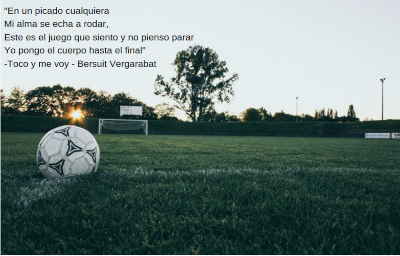 "En un picado cualquiera
Mi alma se echa a rodar,
Este es el juego que siento y no pienso parar
Yo pongo el cuerpo hasta el final"
-Toco y me voy - Bersuit Vergarabat